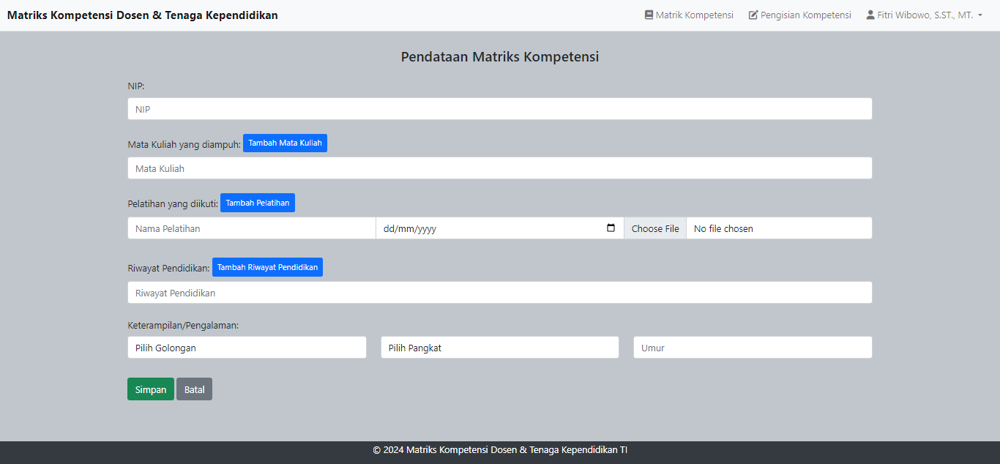 Matriks Kompetensi Dosen & Tenaga Kependidikan
Matrik Kompetensi
Pengisian Kompetensi
Fitri Wibowo, S.ST., MT.
Pendataan Matriks Kompetensi
NIP:
NIP
Mata Kuliah yang diampuh: Tambah Mata Kuliah
Mata Kuliah
Pelatihan yang diikuti: Tambah Pelatihan
Nama Pelatihan dd/mm/yyyy Choose File No file chosen
Riwayat Pendidikan: Tambah Riwayat Pendidikan
Riwayat Pendidikan
Keterampilan/Pengalaman:
Pilih Golongan Pilih Pangkat Umur
Simpan Batal
© 2024 Matriks Kompetensi Dosen & Tenaga Kependidikan TI